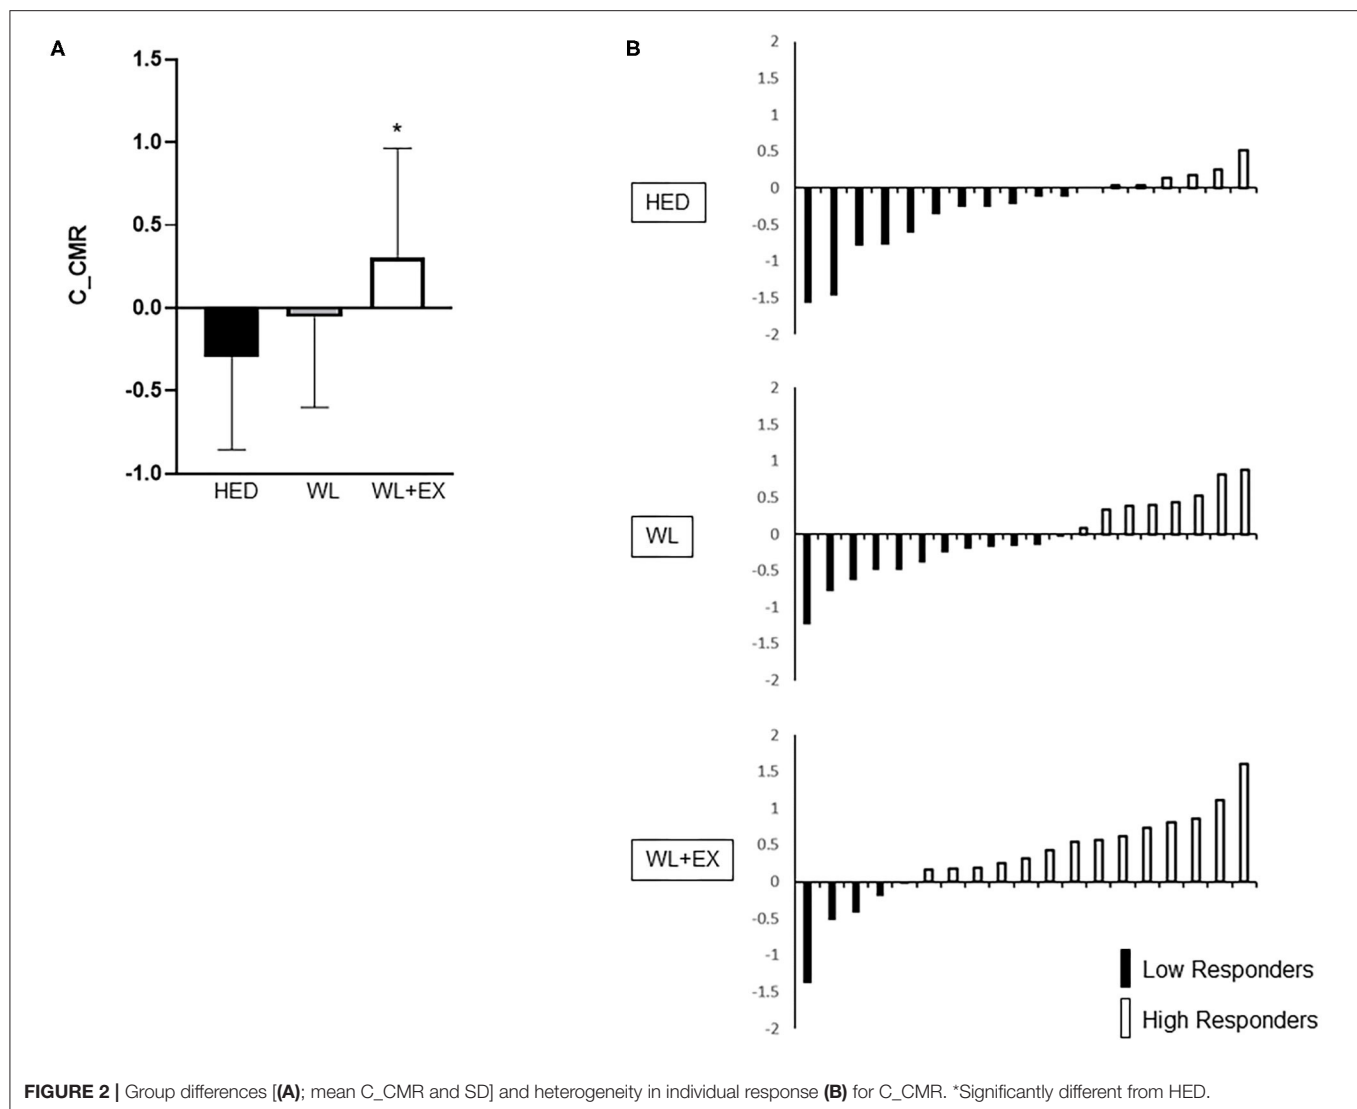 A
1.5
1.0
0.5
0.0
-0.5
-1.0
C_CMR
*
HED
WL
WL+EX
B
HED
2
1.5
1
0.5
0
-0.5
-1
-1.5
-2
WL
2
1.5
1
0.5
0
-0.5
-1
-1.5
-2
WL+EX
2
1.5
1
0.5
0
-0.5
-1
-1.5
-2
Low Responders
High Responders
FIGURE 2 | Group differences [(A); mean C_CMR and SD] and heterogeneity in individual response (B) for C_CMR. *Significantly different from HED.